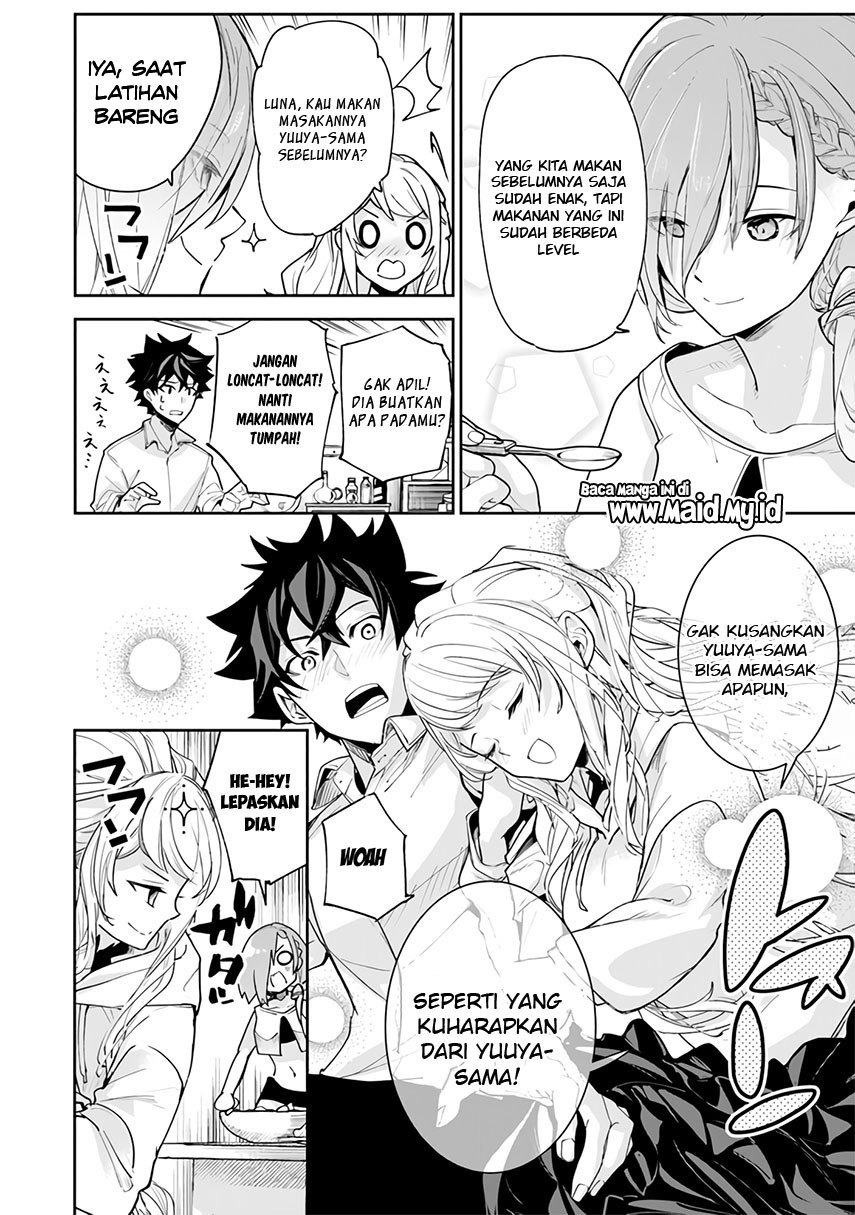 YANG KITA MAKAN
SEBELUMNYA SAJA
SUDAH ENAK, TAPI
MAKANAN YANG INI
SUDAH BERBEDA
LEVEL
LUNA, KAU MAKAN
MASAKANNYA
YUUYA-SAMA
SEBELUMNYA?
IYA, SAAT
LATIHAN
BARENG
フフーン!
GAK ADIL!
DIA BUATKAN
APA PADAMU?
JANGAN
LONCAT-LONCAT!
NANTI
MAKANANNYA
TUMPAH!
ええええ
え…
Baca Manga ini di
www.Maid.My.id
GAK KUSANGKAN
YUUYA-SAMA
BISA MEMASAK
APAPUN,
WOAH
SEPERTI YANG
KUHARAPKAN
DARI YUUYA-
SAMA!
HE-HEY!
LEPASKAN
DIA!
フフーン!
ガタッ